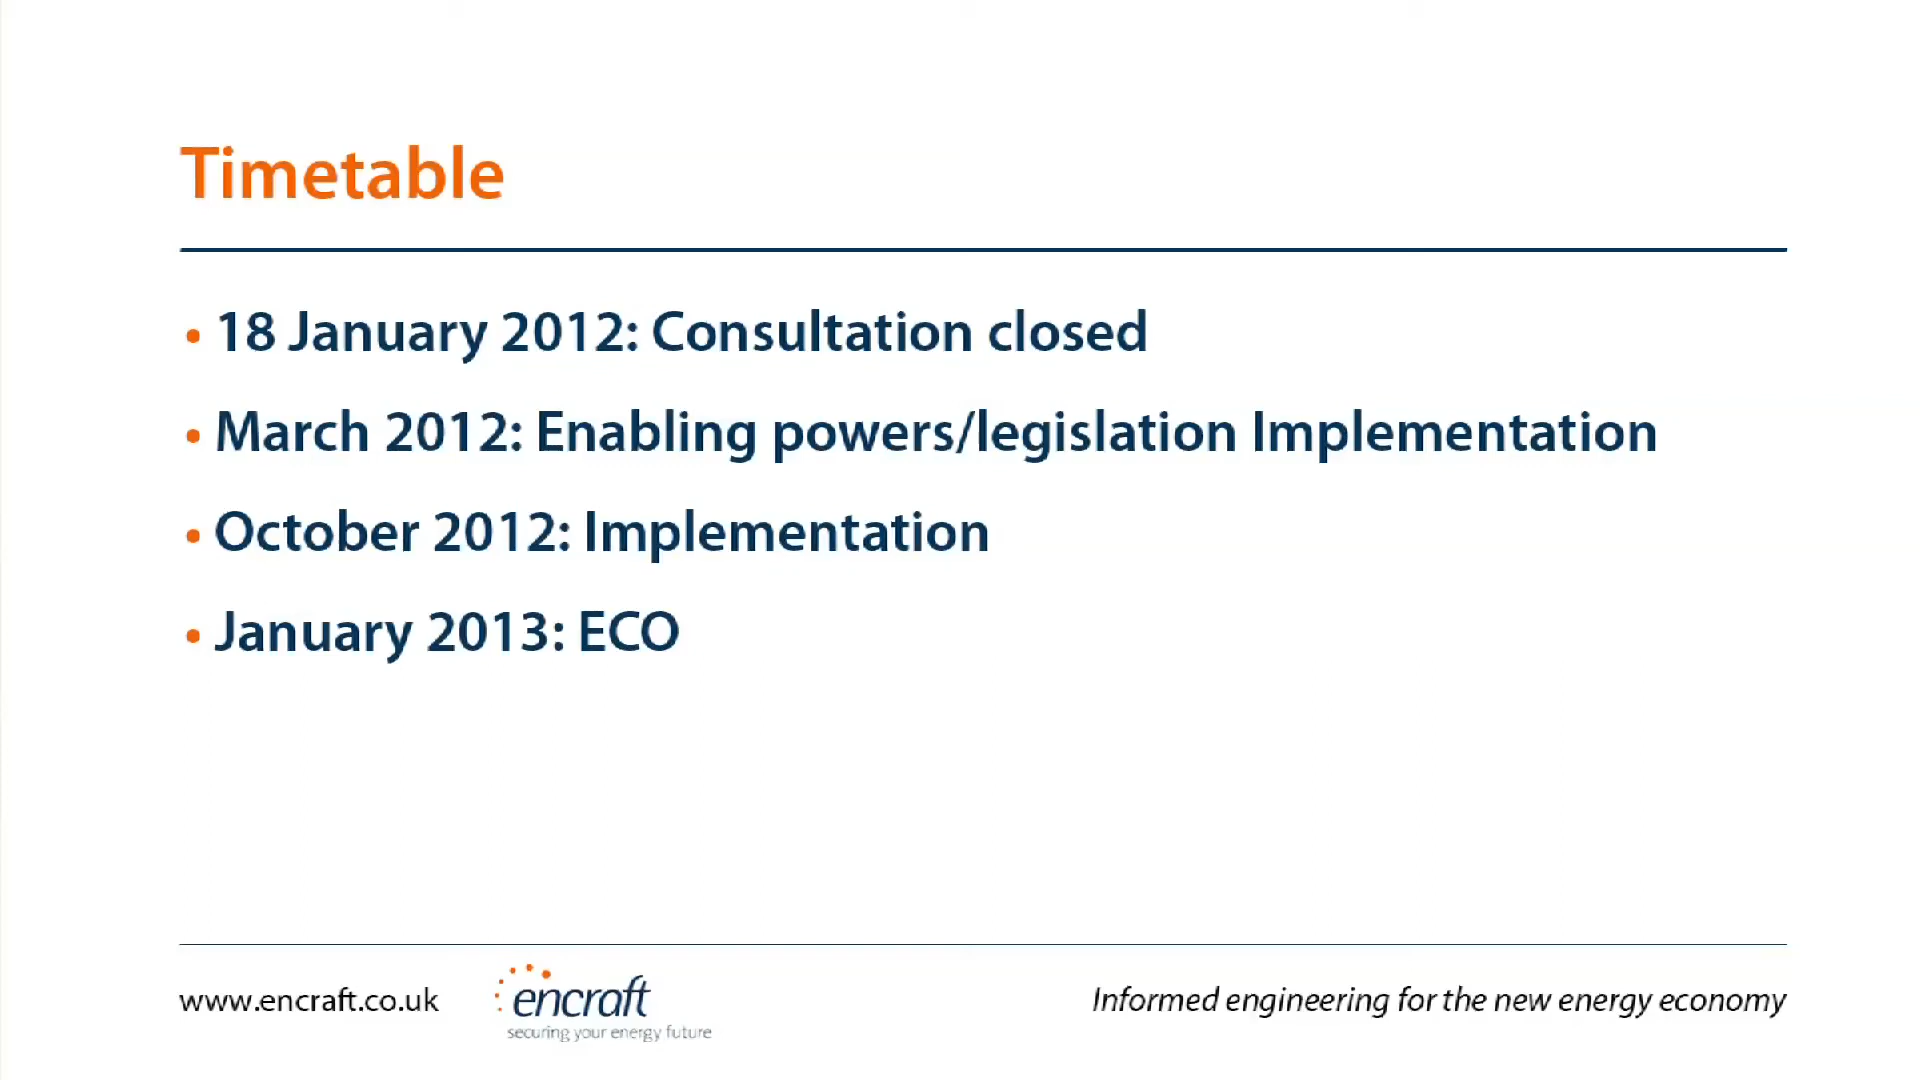 Timetable
• 18 January 2012: Consultation closed
• March 2012: Enabling powers/legislation Implementation
• October 2012: Implementation
• January 2013: ECO
www.encraft.co.uk
encraft
securing your energy future
Informed engineering for the new energy economy